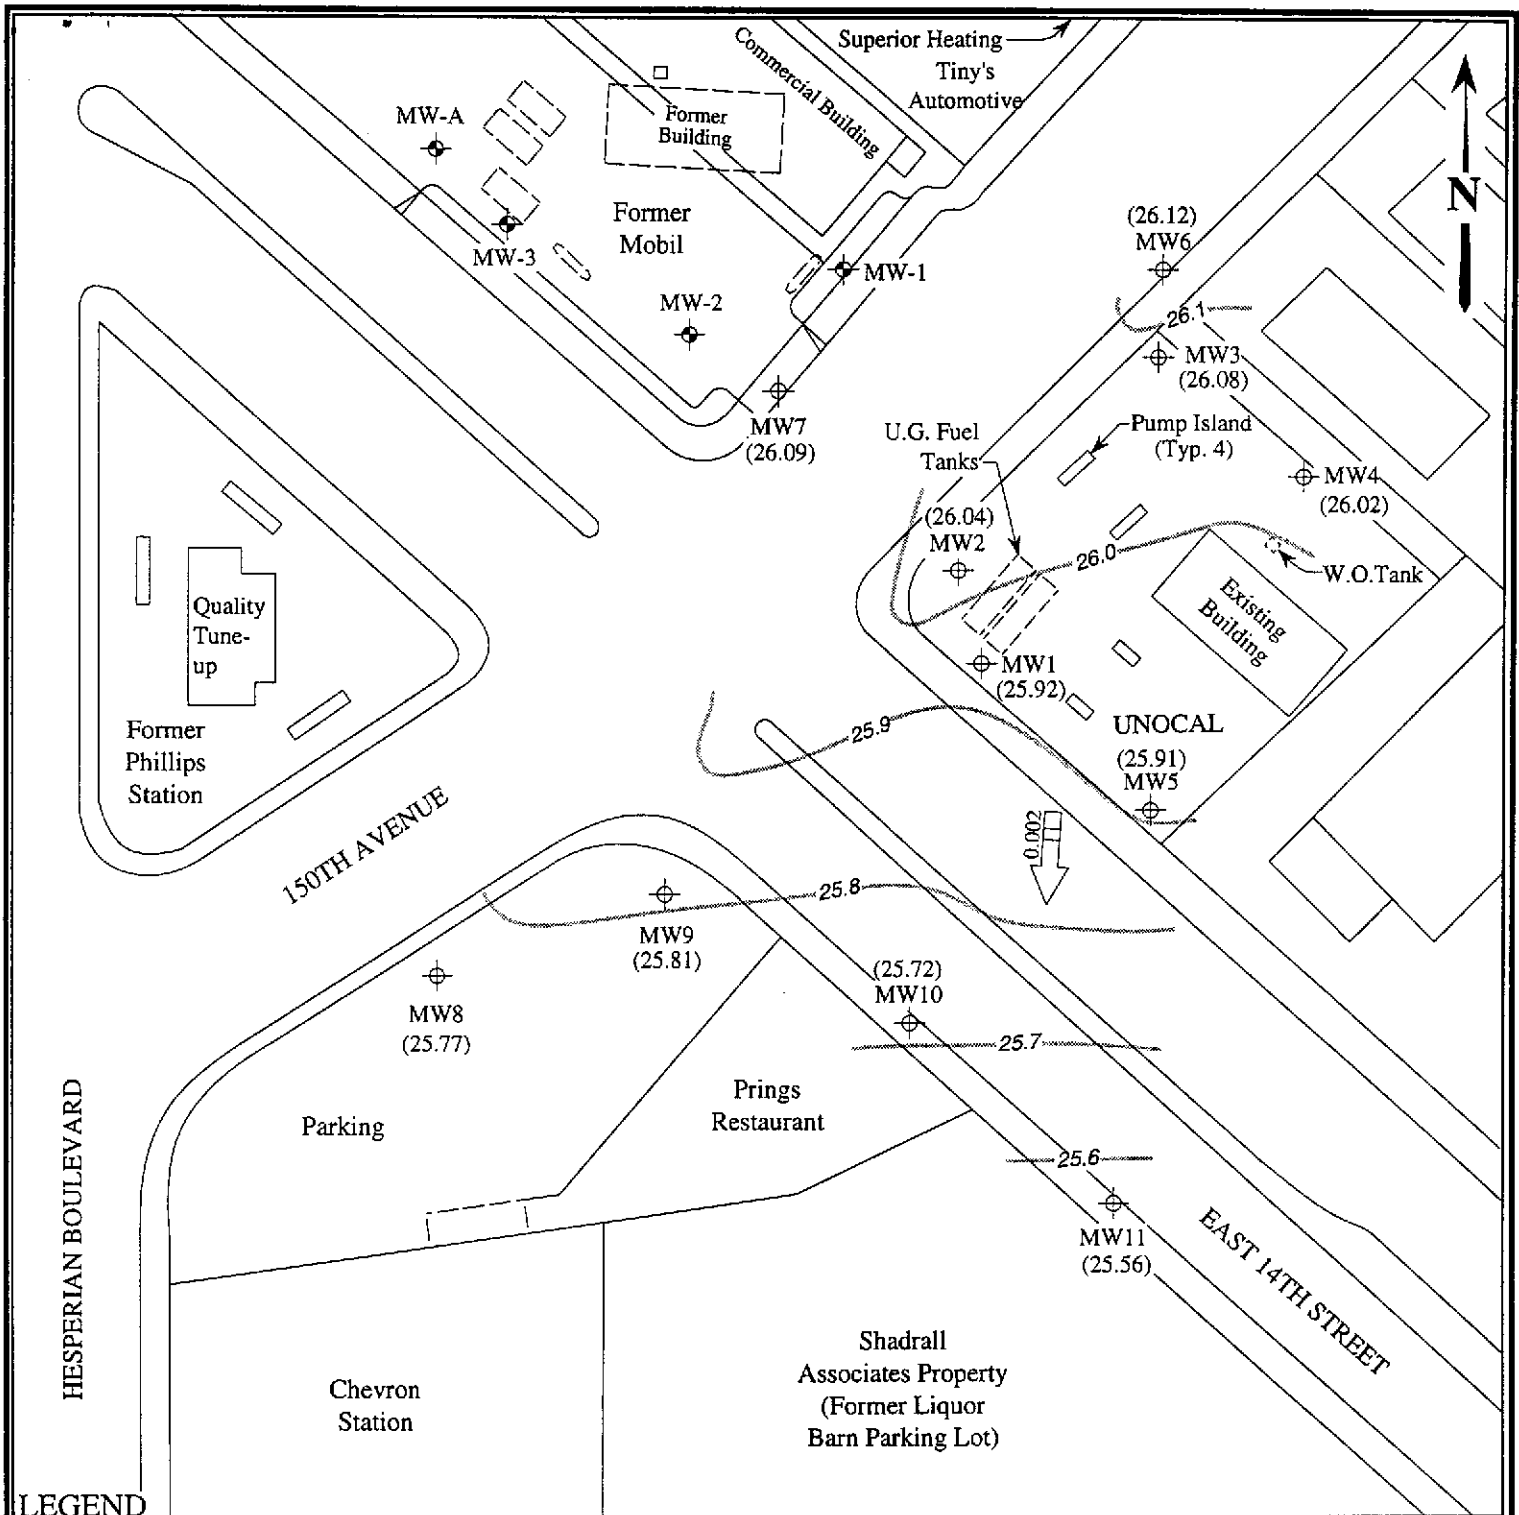 Superior Heating
Tiny's
Automotive
Commercial Building
Former
Building
MW-A
N
Former
Mobil
(26.12)
MW6
MW-3
MW-1
MW-2
26.1
MW3
(26.08)
MW7
(26.09)
U.G. Fuel
Tanks
Pump Island
(Typ. 4)
MW4
(26.02)
(26.04)
MW2
26.0
W.O.Tank
Existing
Building
Quality
Tune-
up
MW1
(25.92)
25.9
UNOCAL
(25.91)
MW5
Former
Phillips
Station
150TH AVENUE
0.002
25.8
MW9
(25.81)
(25.72)
MW10
MW8
(25.77)
25.7
Prings
Restaurant
Parking
25.6
HESPERIAN BOULEVARD
MW11
(25.56)
EAST 14TH STREET
Shadrall
Associates Property
(Former Liquor
Barn Parking Lot)
Chevron
Station
LEGEND